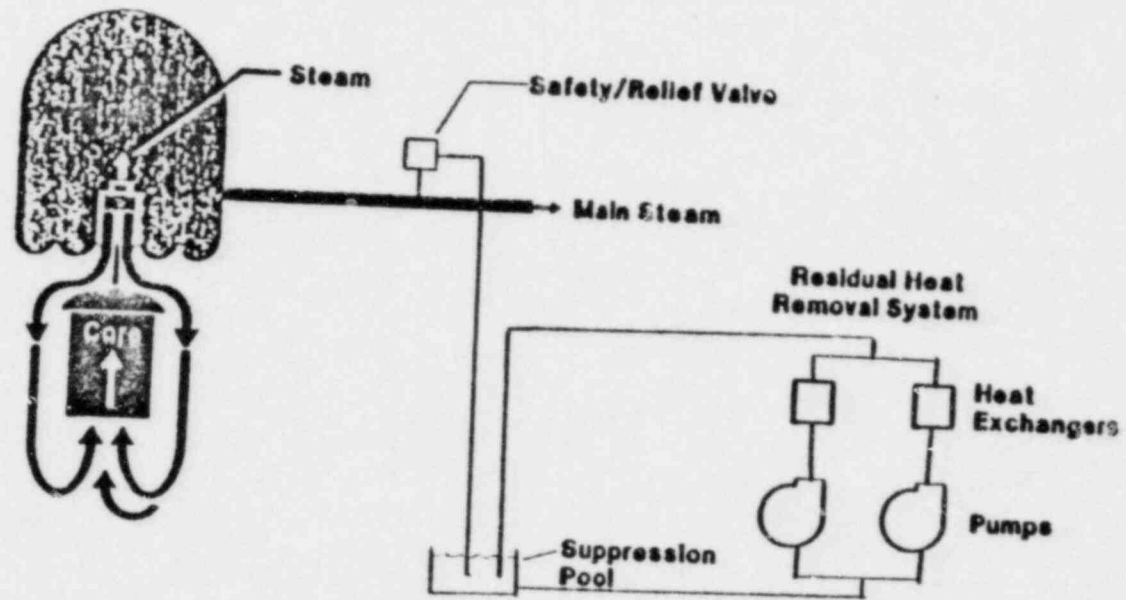 Steam
Safety/Relief Valve
Main Steam
Core
Residual Heat
Removal System
Heat
Exchangers
Pumps
Suppression
Pool